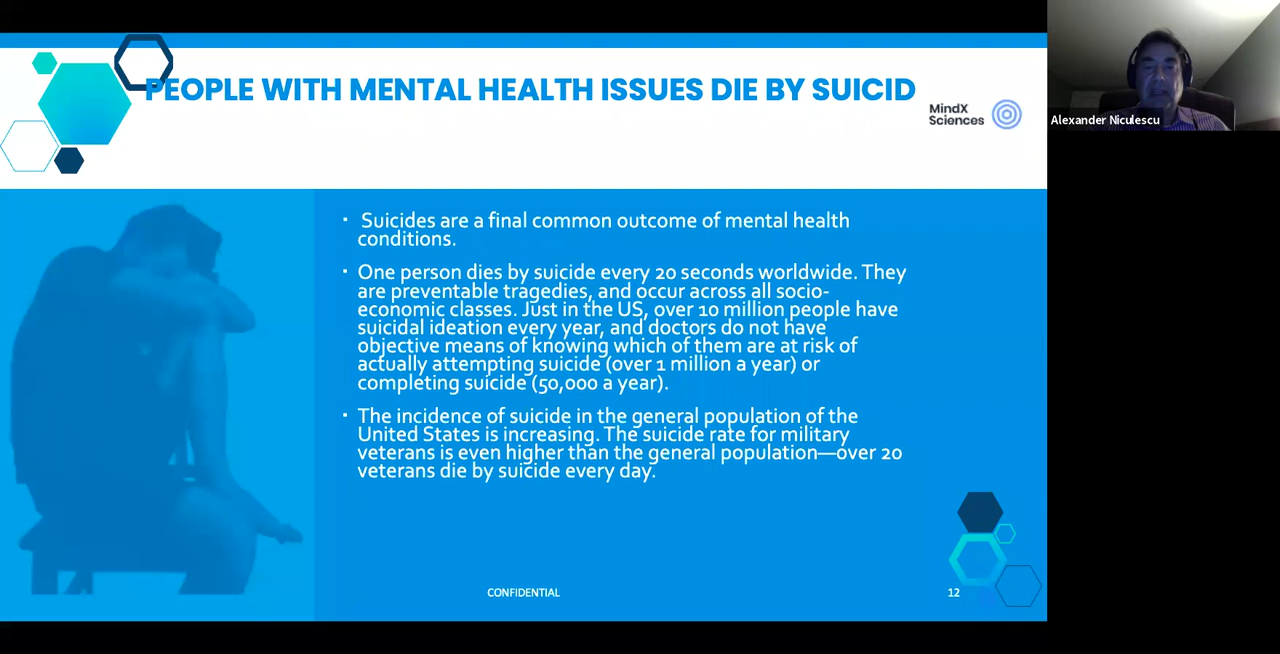 PEOPLE WITH MENTAL HEALTH ISSUES DIE BY SUICID
MindX
Sciences
Alexander Niculescu
▪ Suicides are a final common outcome of mental health
conditions.
▪ One person dies by suicide every 20 seconds worldwide. They
are preventable tragedies, and occur across all socio-
economic classes. Just in the US, over 10 million people have
suicidal ideation every year, and doctors do not have
objective means of knowing which of them are at risk of
actually attempting suicide (over 1 million a year) or
completing suicide (50,000 a year).
▪ The incidence of suicide in the general population of the
United States is increasing. The suicide rate for military
veterans is even higher than the general population—over 20
veterans die by suicide every day.
CONFIDENTIAL
12